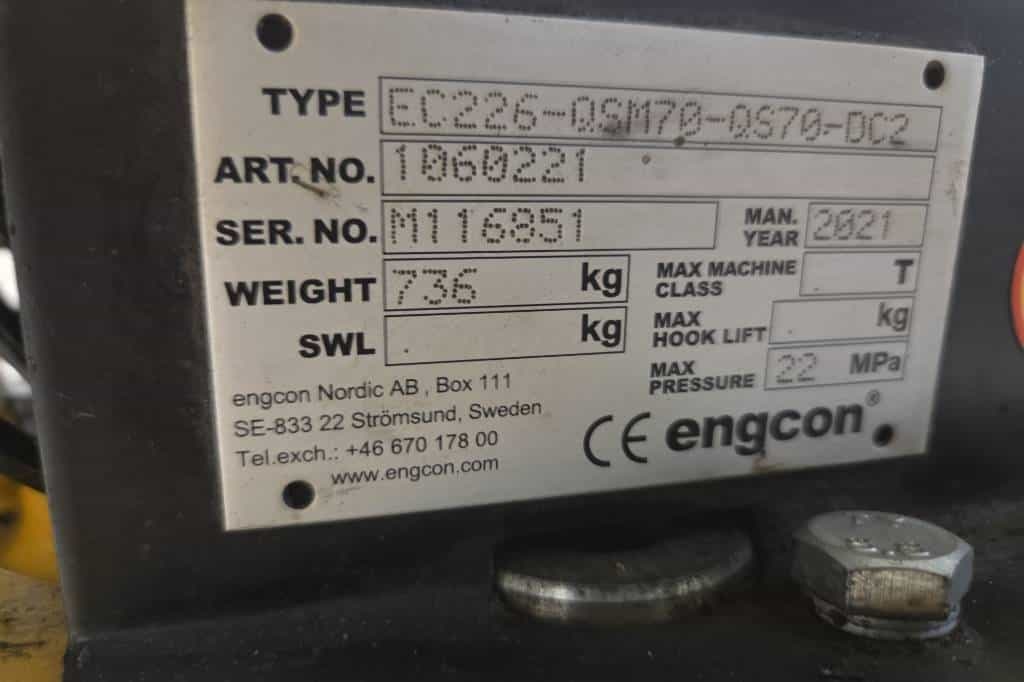 TYPE EC226-QSM70-QS70-DC2
ART. NO. 1060221
SER. NO. M116851 MAN. YEAR 2021
WEIGHT 736 kg MAX MACHINE CLASS T
SWL . kg MAX HOOK LIFT . kg
MAX PRESSURE 22 MPa
engcon Nordic AB , Box 111
SE-833 22 Strömsund, Sweden
Tel.exch.: +46 670 178 00
www.engcon.com
CE engcon®
8.8